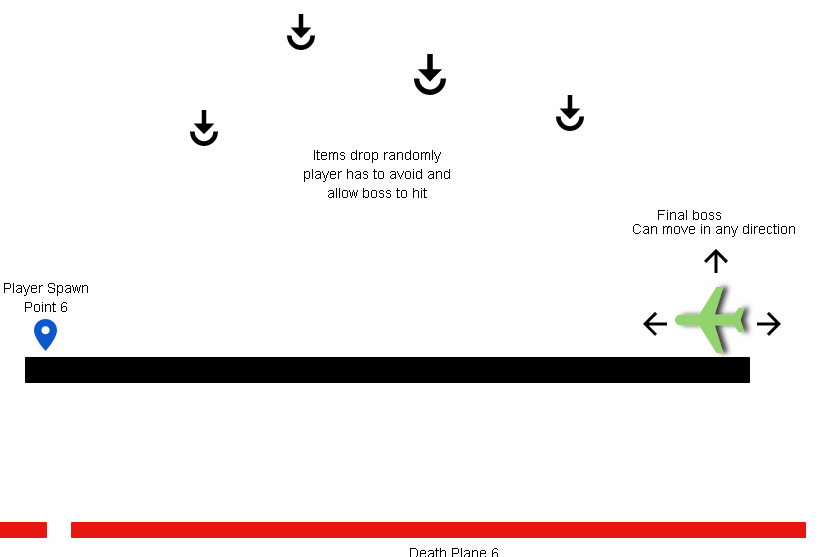 Items drop randomly
player has to avoid and
allow boss to hit
Final boss
Can move in any direction
Player Spawn
Point 6
Death Plane 6